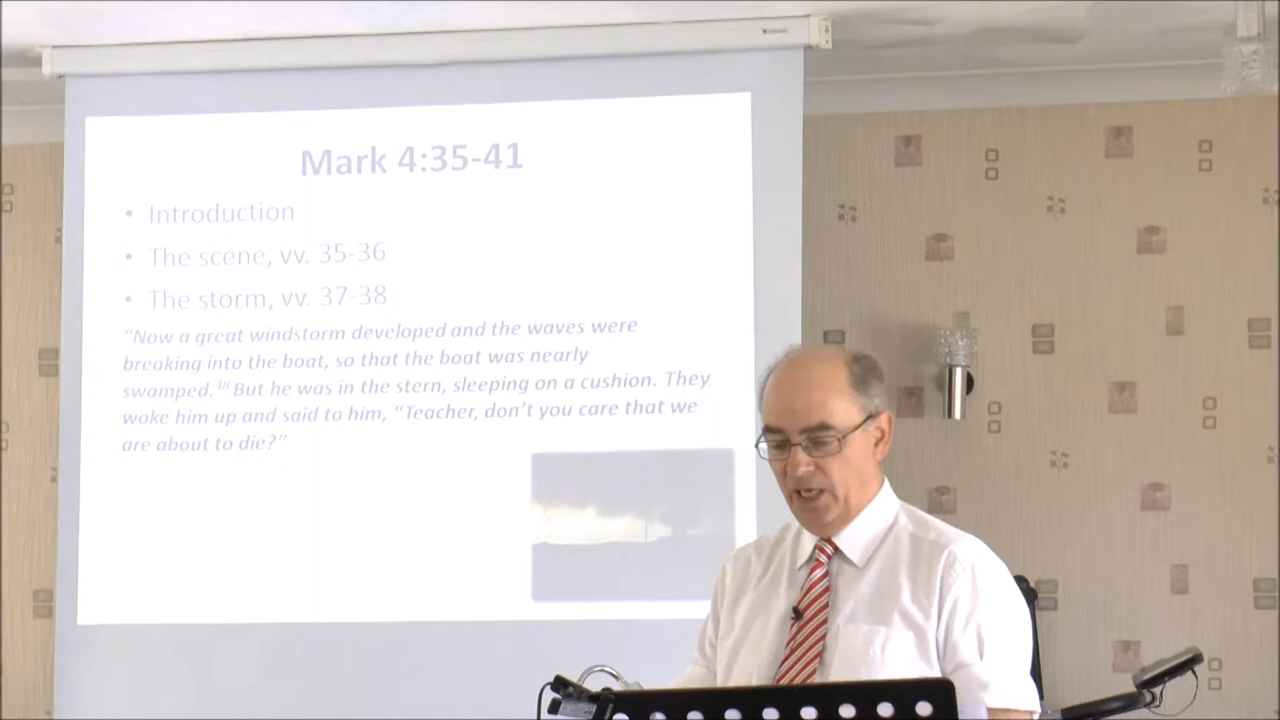 Mark 4:35-41
• Introduction
• The scene, vv. 35-36
• The storm, vv. 37-38
“Now a great windstorm developed and the waves were
breaking into the boat, so that the boat was nearly
swamped. But he was in the stern, sleeping on a cushion. They
woke him up and said to him, “Teacher, don’t you care that we
are about to die?”